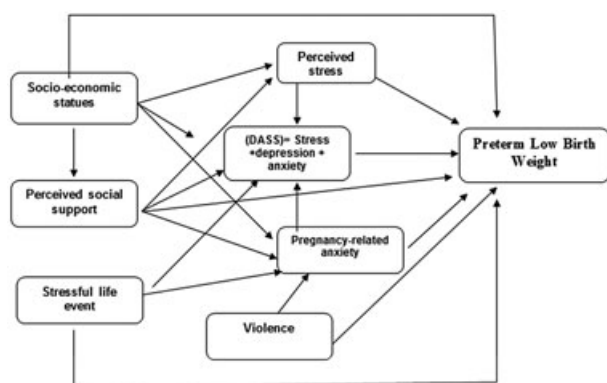 Perceived
stress
Socio-economic
statues
(DASS)= Stress
+depression +
anxiety
Preterm Low Birth
Weight
Perceived social
support
Pregnancy-related
anxiety
Stressful life
event
Violence